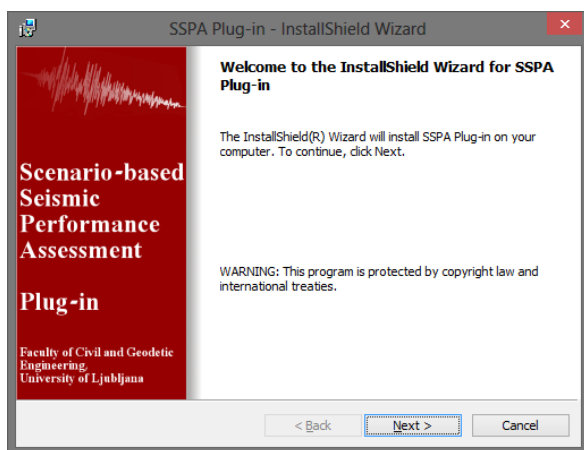 SSPA Plug-in - InstallShield Wizard
Welcome to the InstallShield Wizard for SSPA
Plug-in
The InstallShield(R) Wizard will install SSPA Plug-in on your
computer. To continue, click Next.
WARNING: This program is protected by copyright law and
international treaties.
Scenario-based
Seismic
Performance
Assessment
Plug-in
Faculty of Civil and Geodetic
Engineering,
University of Ljubljana
< Back Next > Cancel